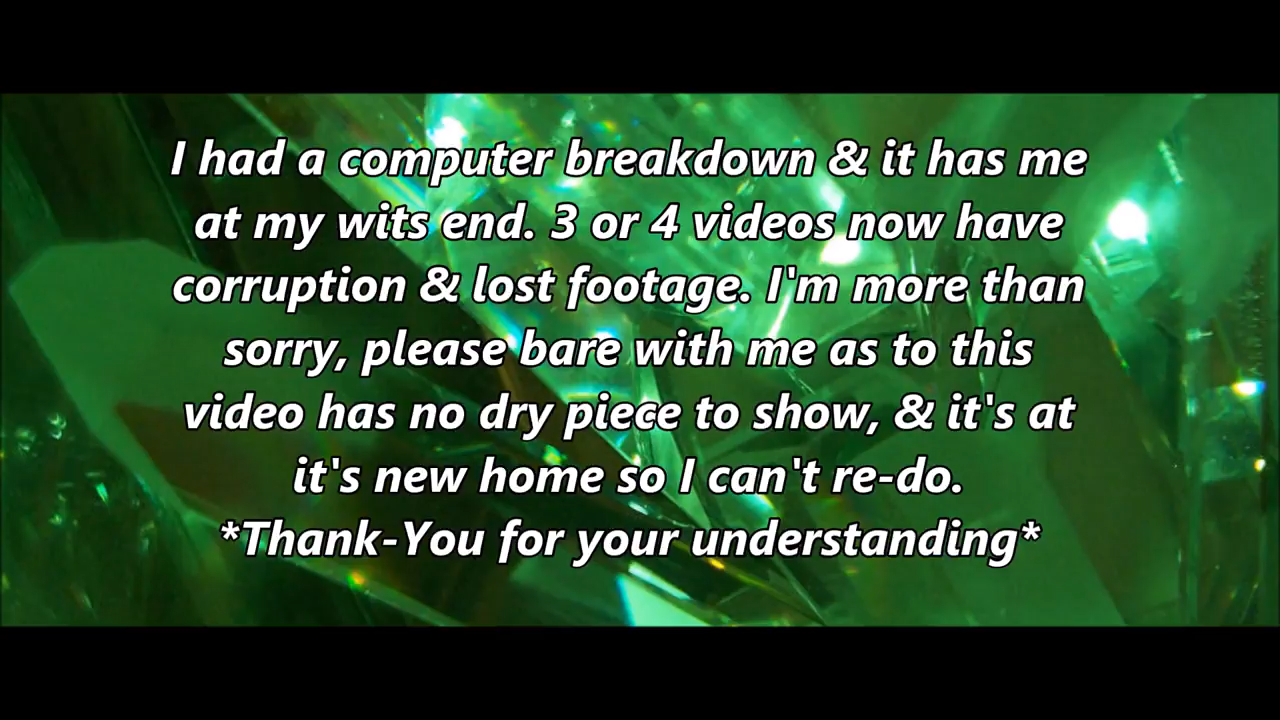 I had a computer breakdown & it has me
at my wits end. 3 or 4 videos now have
corruption & lost footage. I'm more than
sorry, please bare with me as to this
video has no dry piece to show, & it's at
it's new home so I can't re-do.
*Thank-You for your understanding*